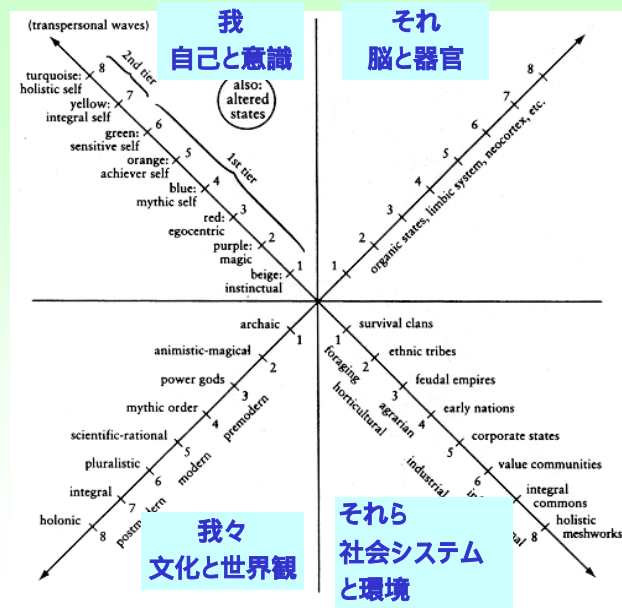 (transpersonal waves)
我
自己と意識
それ
脳と器官
also:
altered
states
2nd tier
1st tier
8
turquoise:
holistic self
7
yellow:
integral self
6
green:
sensitive self
5
orange:
achiever self
4
blue:
mythic self
3
red:
egocentric
2
purple:
magic
1
beige:
instinctual
8
7
6
5
4
3
2
1
organic states, limbic system, neocortex, etc.
archaic
1
animistic-magical
2
power gods
3
mythic order
4
scientific-rational
5
pluralistic
6
integral
7
holonic
8
premodern
modern
我々
文化と世界観
1
survival clans
2
ethnic tribes
3
feudal empires
4
early nations
5
corporate states
6
value communities
integral
commons
8
holistic
meshworks
foraging
horticultural
agrarian
それら
社会システム
と環境